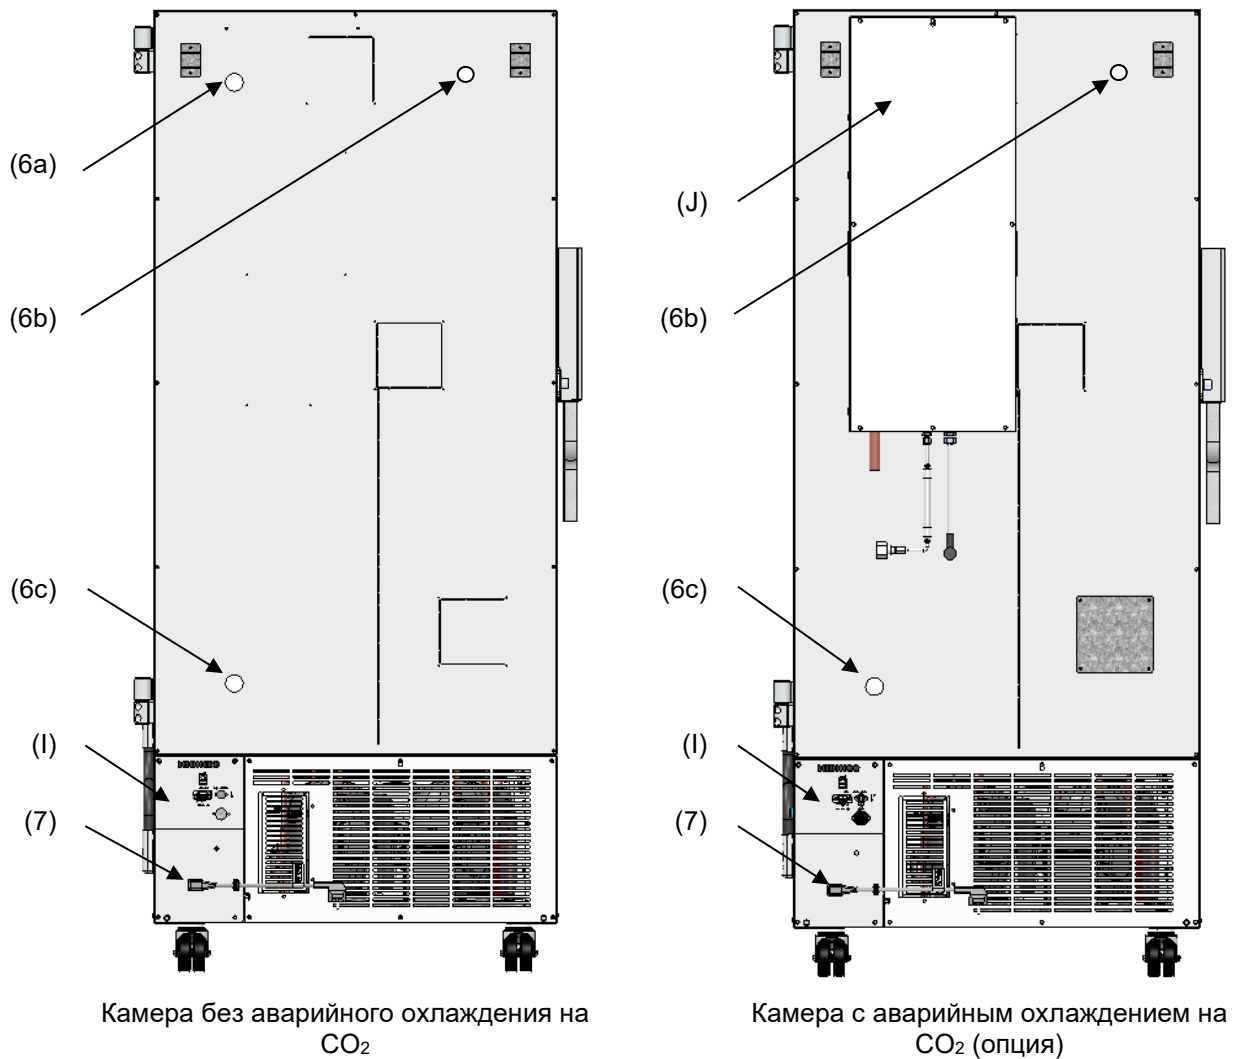 (6a)
(6b)
(6c)
(I)
(7)
Камера без аварийного охлаждения на
CO₂
(J)
(6b)
(6c)
(I)
(7)
Камера с аварийным охлаждением на
CO₂ (опция)